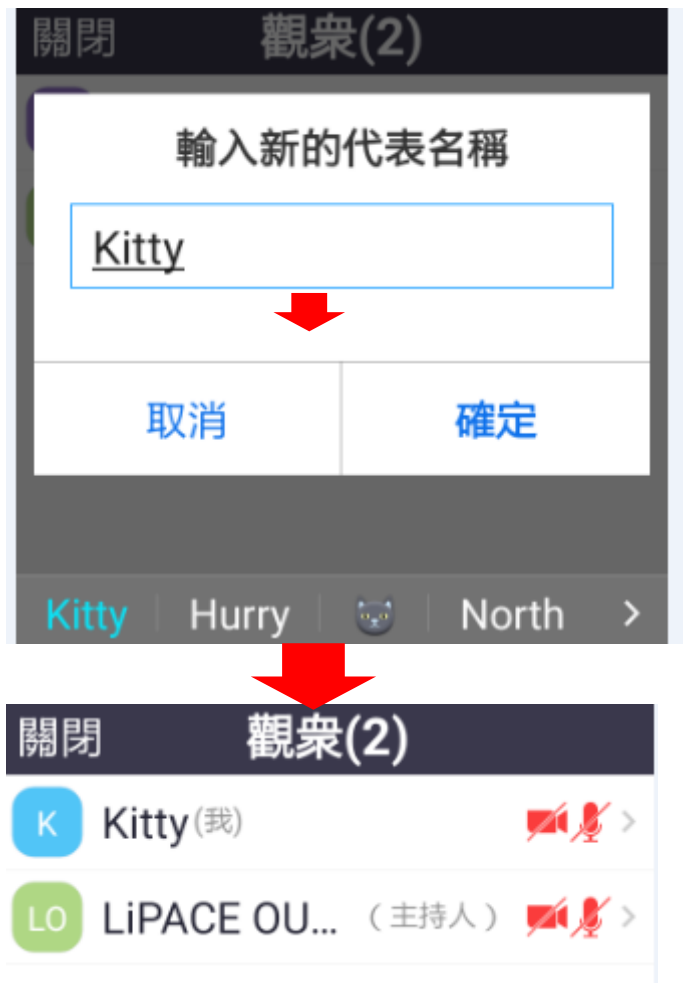 關閉 觀衆(2)
輸入新的代表名稱
Kitty
取消 確定
Kitty Hurry North >
關閉 觀衆(2)
K Kitty(我) >
LO LiPACE OU... (主持人) >